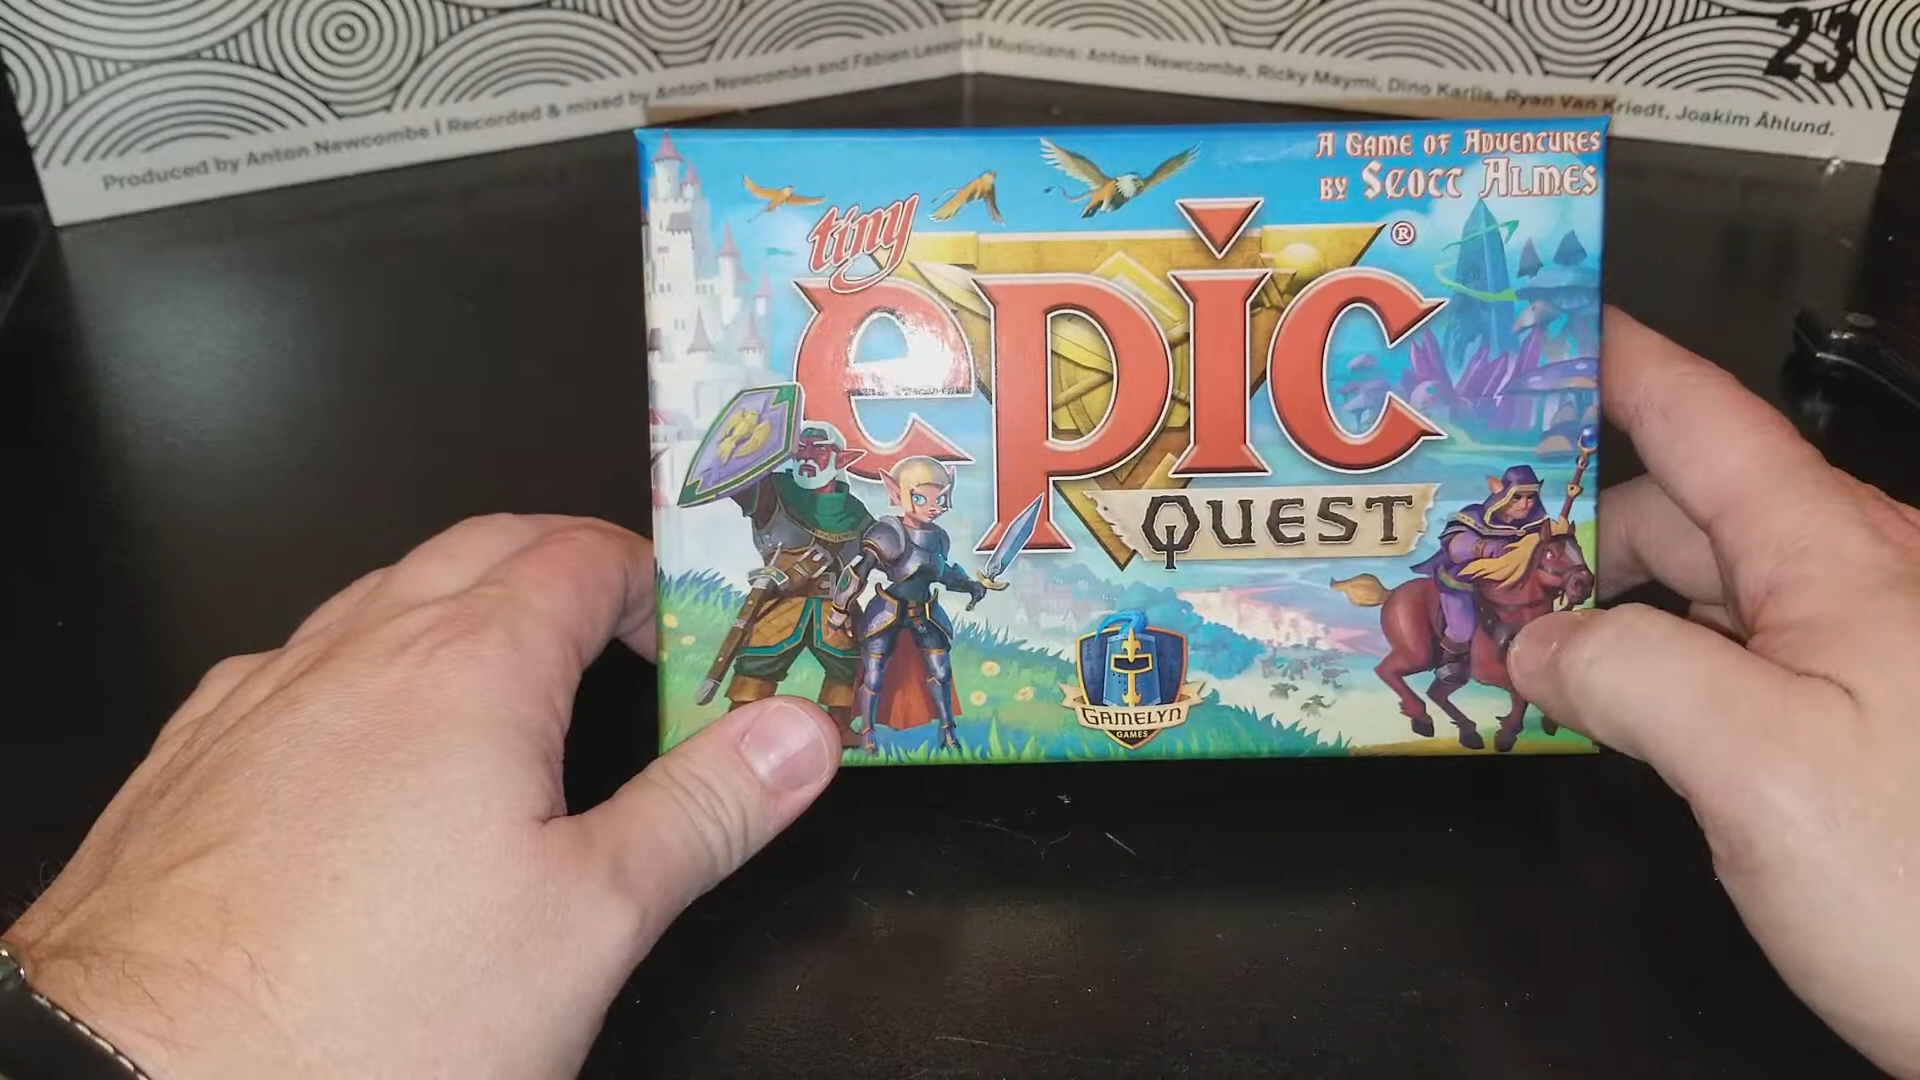 Produced by Anton Newcombe | Recorded & mixed by Anton Newcombe and Fabien Leseure | Musicians: Anton Newcombe, Ricky Maymi, Dino Karlis, Ryan Van Kriedt, Joakim Åhlund.
23
A Game of Adventures
by Scott Almes
tiny
epic®
Quest
Gamelyn
Games